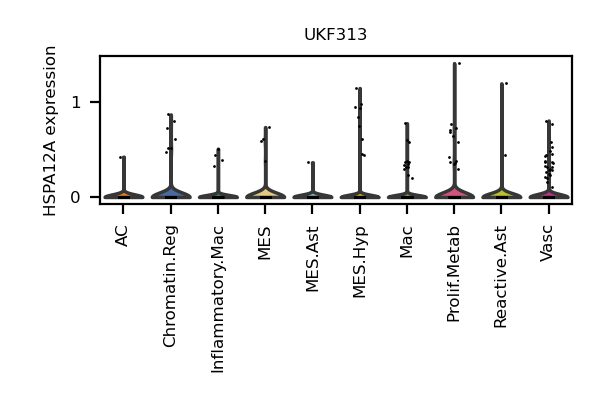 UKF313
HSPA12A expression
1
0
AC
Chromatin.Reg
Inflammatory.Mac
MES
MES.Ast
MES.Hyp
Mac
Prolif.Metab
Reactive.Ast
Vasc